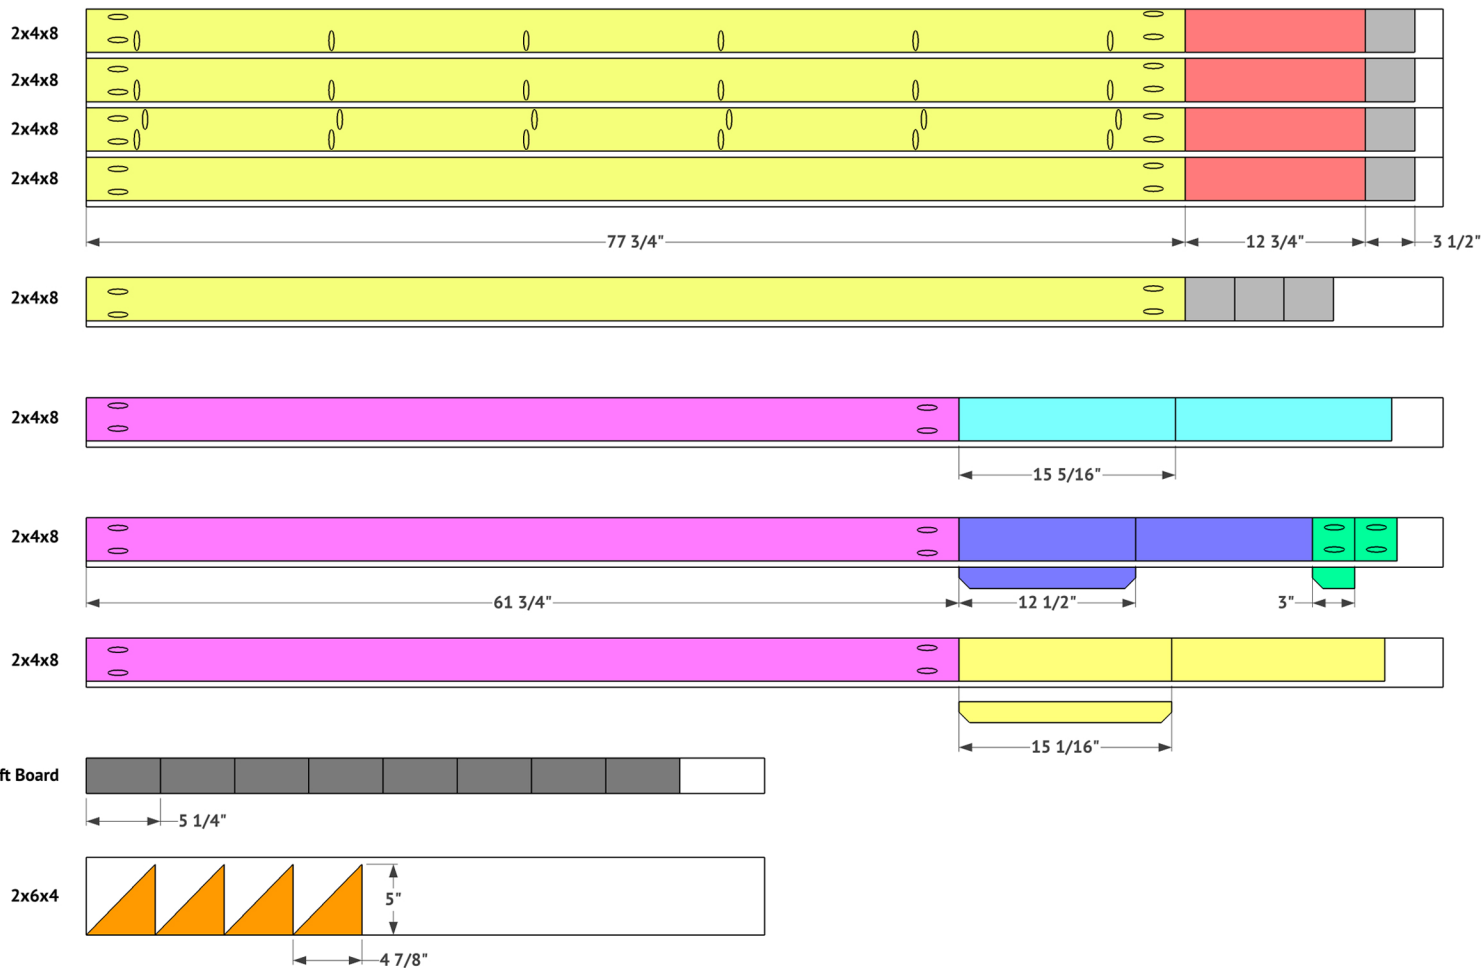 2x4x8
2x4x8
2x4x8
2x4x8
77 3/4" 12 3/4" 3 1/2"
2x4x8
2x4x8
15 5/16"
2x4x8
61 3/4" 12 1/2" 3"
2x4x8
15 1/16"
ft Board
5 1/4"
2x6x4
5"
4 7/8"